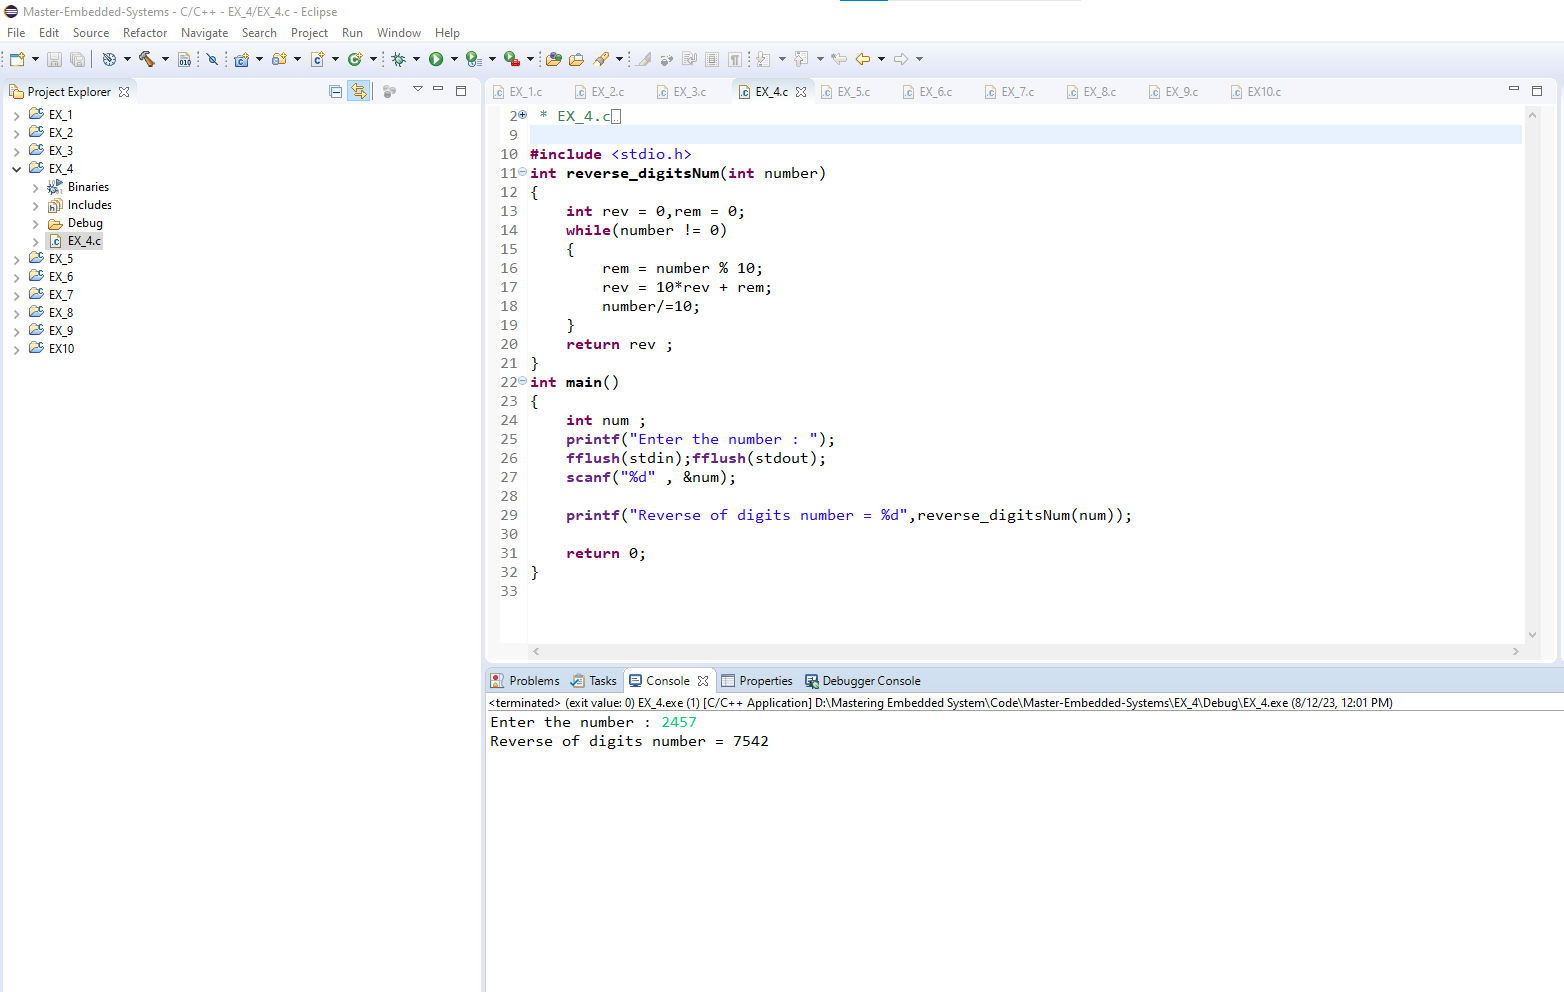 Master-Embedded-Systems - C/C++ - EX_4/EX_4.c - Eclipse
File Edit Source Refactor Navigate Search Project Run Window Help
Project Explorer
EX_1
EX_2
EX_3
EX_4
Binaries
Includes
Debug
EX_4.c
EX_5
EX_6
EX_7
EX_8
EX_9
EX10
EX_1.c EX_2.c EX_3.c EX_4.c EX_5.c EX_6.c EX_7.c EX_8.c EX_9.c EX10.c
2 * EX_4.c
9
10 #include <stdio.h>
11 int reverse_digitsNum(int number)
12 {
13 int rev = 0,rem = 0;
14 while(number != 0)
15 {
16 rem = number % 10;
17 rev = 10*rev + rem;
18 number/=10;
19 }
20 return rev ;
21 }
22 int main()
23 {
24 int num ;
25 printf("Enter the number : ");
26 fflush(stdin);fflush(stdout);
27 scanf("%d" , &num);
28
29 printf("Reverse of digits number = %d",reverse_digitsNum(num));
30
31 return 0;
32 }
33
Problems Tasks Console Properties Debugger Console
<terminated> (exit value: 0) EX_4.exe (1) [C/C++ Application] D:\Mastering Embedded System\Code\Master-Embedded-Systems\EX_4\Debug\EX_4.exe (8/12/23, 12:01 PM)
Enter the number : 2457
Reverse of digits number = 7542